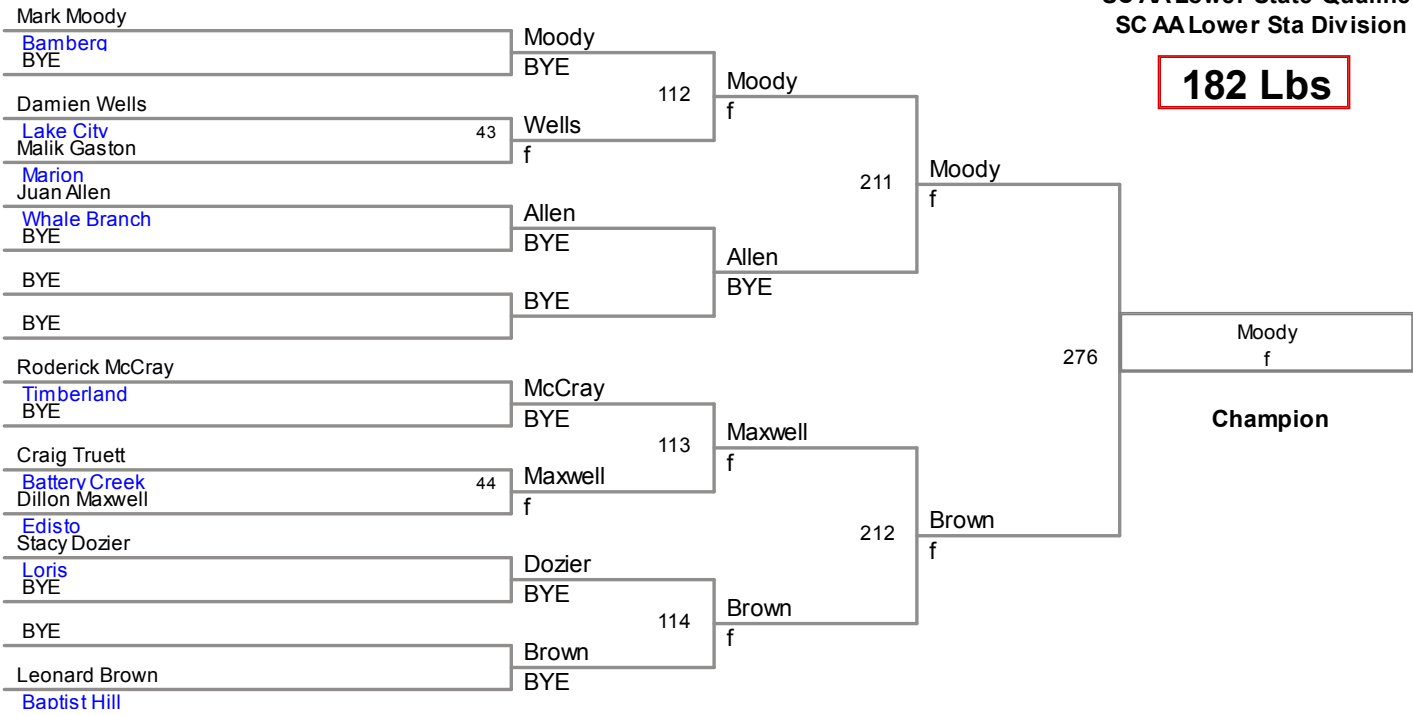 SC AA Lower State
SC AA Lower Sta Division
182 Lbs
Mark Moody
Bamberg
BYE
Damien Wells
Lake City
Malik Gaston
Marion
Juan Allen
Whale Branch
BYE
BYE
BYE
Roderick McCray
Timberland
BYE
Craig Truett
Battery Creek
Dillon Maxwell
Edisto
Stacy Dozier
Loris
BYE
BYE
Leonard Brown
Baptist Hill
43
44
Moody
BYE
Wells
f
Allen
BYE
BYE
McCray
BYE
Maxwell
f
Dozier
BYE
Brown
BYE
112
113
114
Moody
f
Allen
BYE
Maxwell
f
Brown
f
211
212
Moody
f
Brown
f
276
Moody
f
Champion